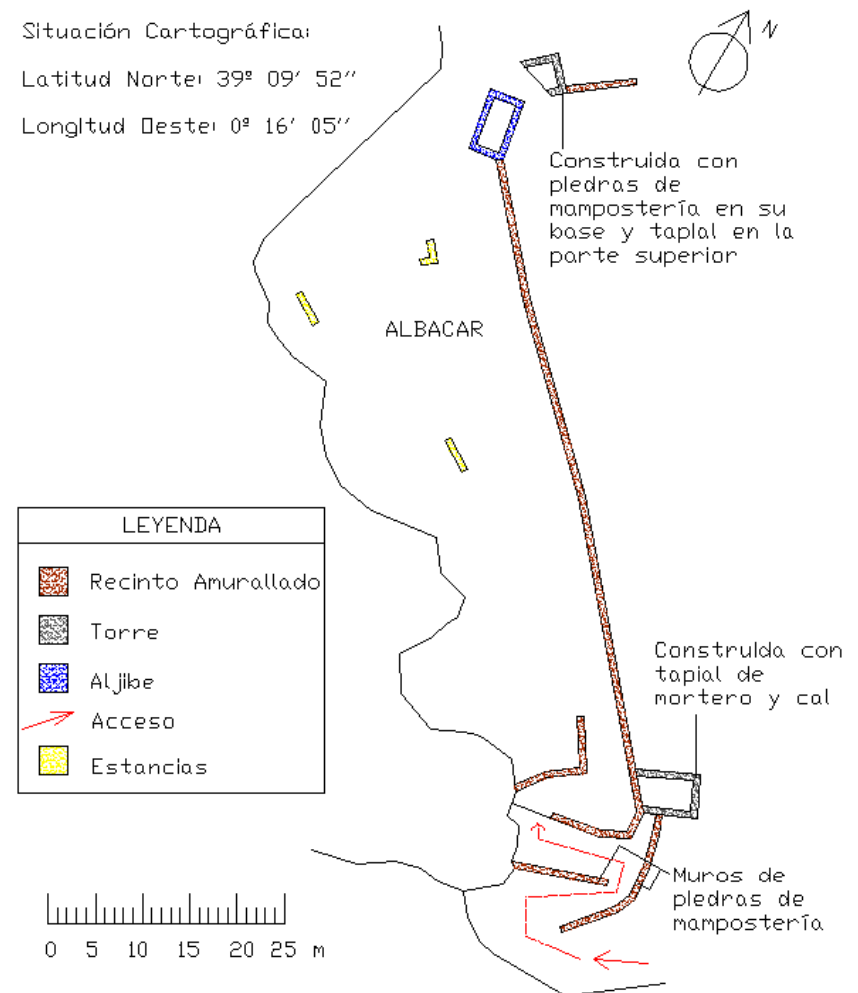 Situación Cartográfica:
Latitud Norte: 39º 09' 52''
Longitud Oeste: 0º 16' 05''
N
Construida con
piedras de
mampostería en su
base y tapial en la
parte superior
ALBACAR
LEYENDA
Recinto Amurallado
Torre
Aljibe
Acceso
Estancias
Construida con
tapial de
mortero y cal
Muros de
piedras de
mampostería
0 5 10 15 20 25 m